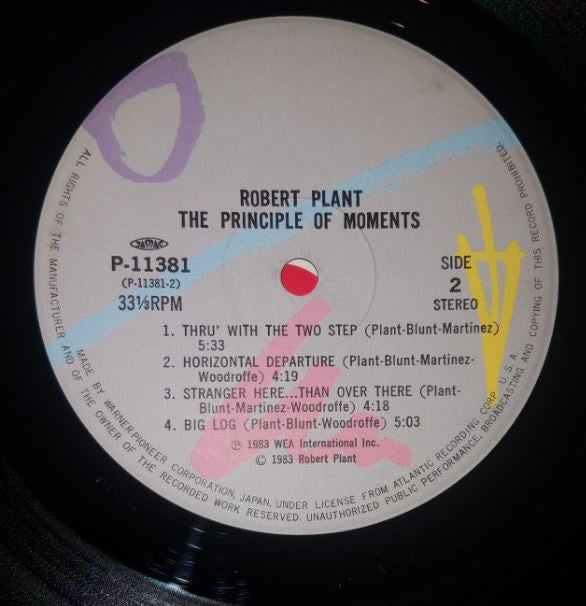 ROBERT PLANT
THE PRINCIPLE OF MOMENTS
JASRAC
P-11381
(P-11381-2)
33⅓RPM
SIDE
2
STEREO
1. THRU' WITH THE TWO STEP (Plant-Blunt-Martinez)
5:33
2. HORIZONTAL DEPARTURE (Plant-Blunt-Martinez-
Woodroffe) 4:19
3. STRANGER HERE...THAN OVER THERE (Plant-
Blunt-Martinez-Woodroffe) 4:18
4. BIG LOG (Plant-Blunt-Woodroffe) 5:03
Ⓟ 1983 WEA International Inc.
© 1983 Robert Plant
MADE BY WARNER-PIONEER CORPORATION, JAPAN, UNDER LICENSE FROM ATLANTIC RECORDING CORP. U.S.A.
ALL RIGHTS OF THE MANUFACTURER AND OF THE OWNER OF THE RECORDED WORK RESERVED. UNAUTHORIZED PUBLIC PERFORMANCE, BROADCASTING AND COPYING OF THIS RECORD PROHIBITED.